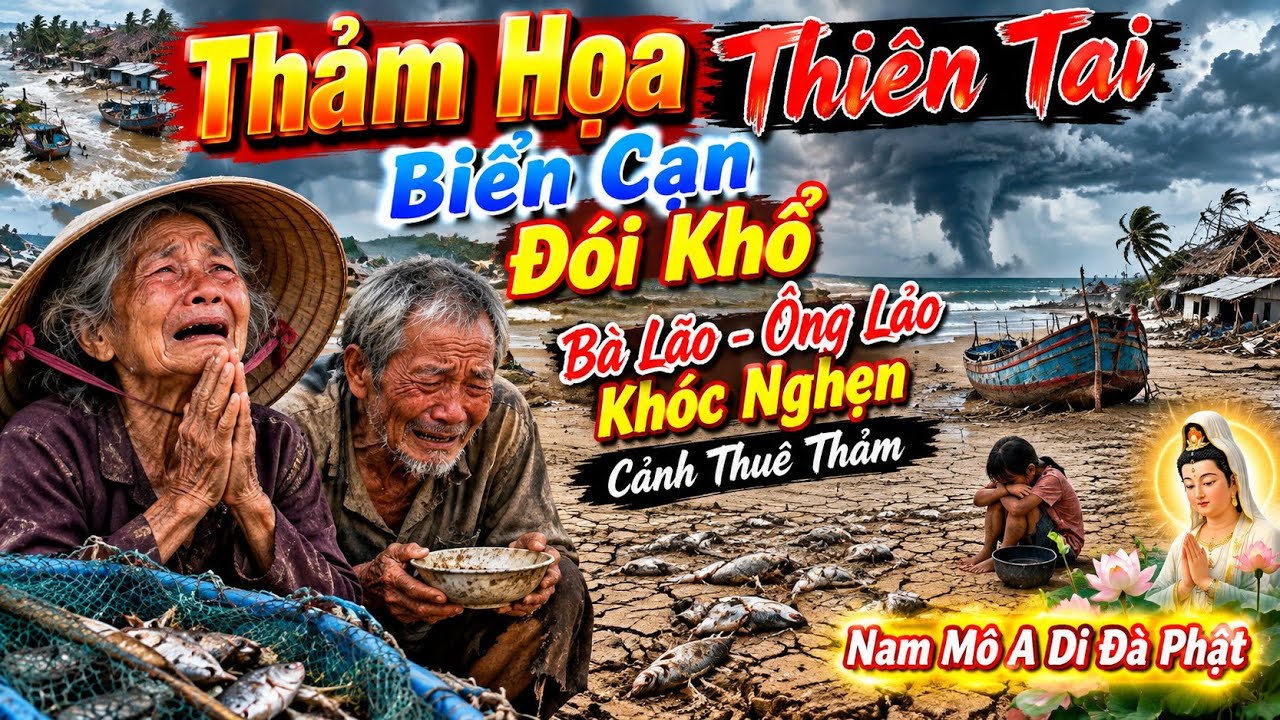 Thảm Họa Thiên Tai
Biển Cạn
Đói Khổ
Bà Lão - Ông Lảo
Khóc Nghẹn
Cảnh Thuê Thảm
Nam Mô A Di Đà Phật